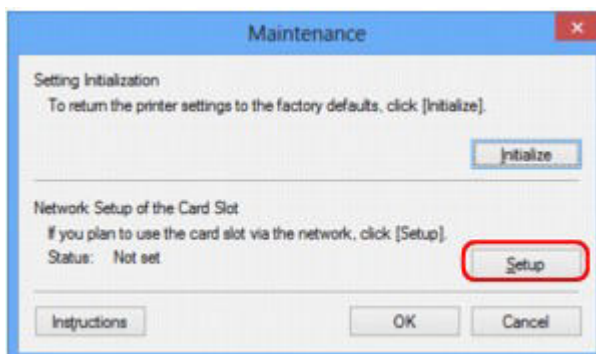 Maintenance
Setting Initialization
To return the printer settings to the factory defaults, click [Initialize].
Initialize
Network Setup of the Card Slot
If you plan to use the card slot via the network, click [Setup].
Status: Not set
Setup
Instructions OK Cancel